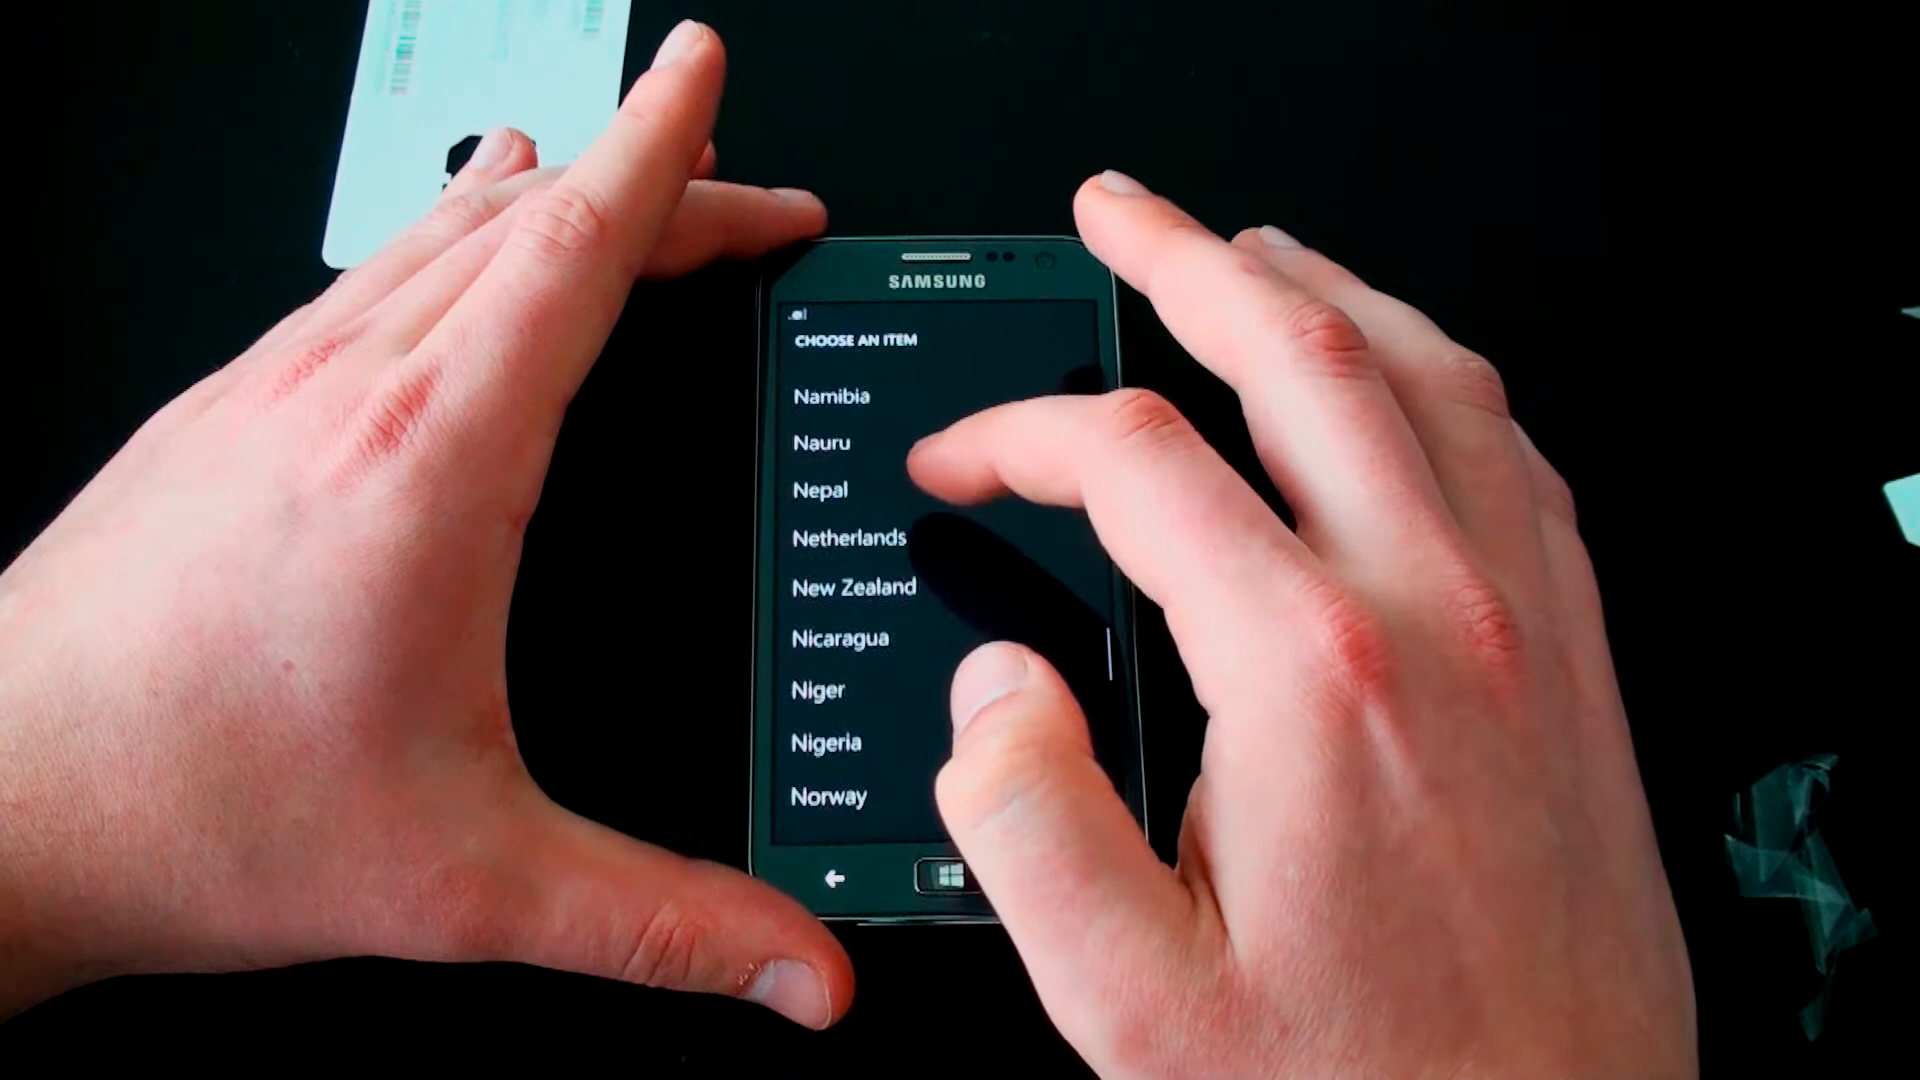 SAMSUNG
CHOOSE AN ITEM
Namibia
Nauru
Nepal
Netherlands
New Zealand
Nicaragua
Niger
Nigeria
Norway